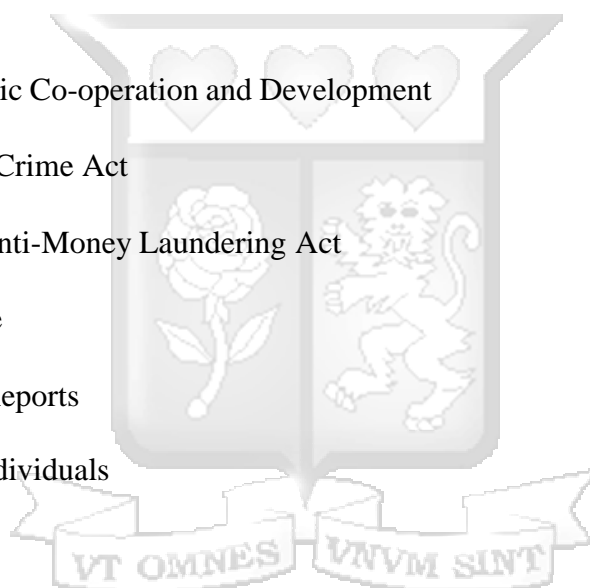 ic Co-operation and Development
Crime Act
nti-Money Laundering Act
e
eports
dividuals
VT OMNES VNVM SINT